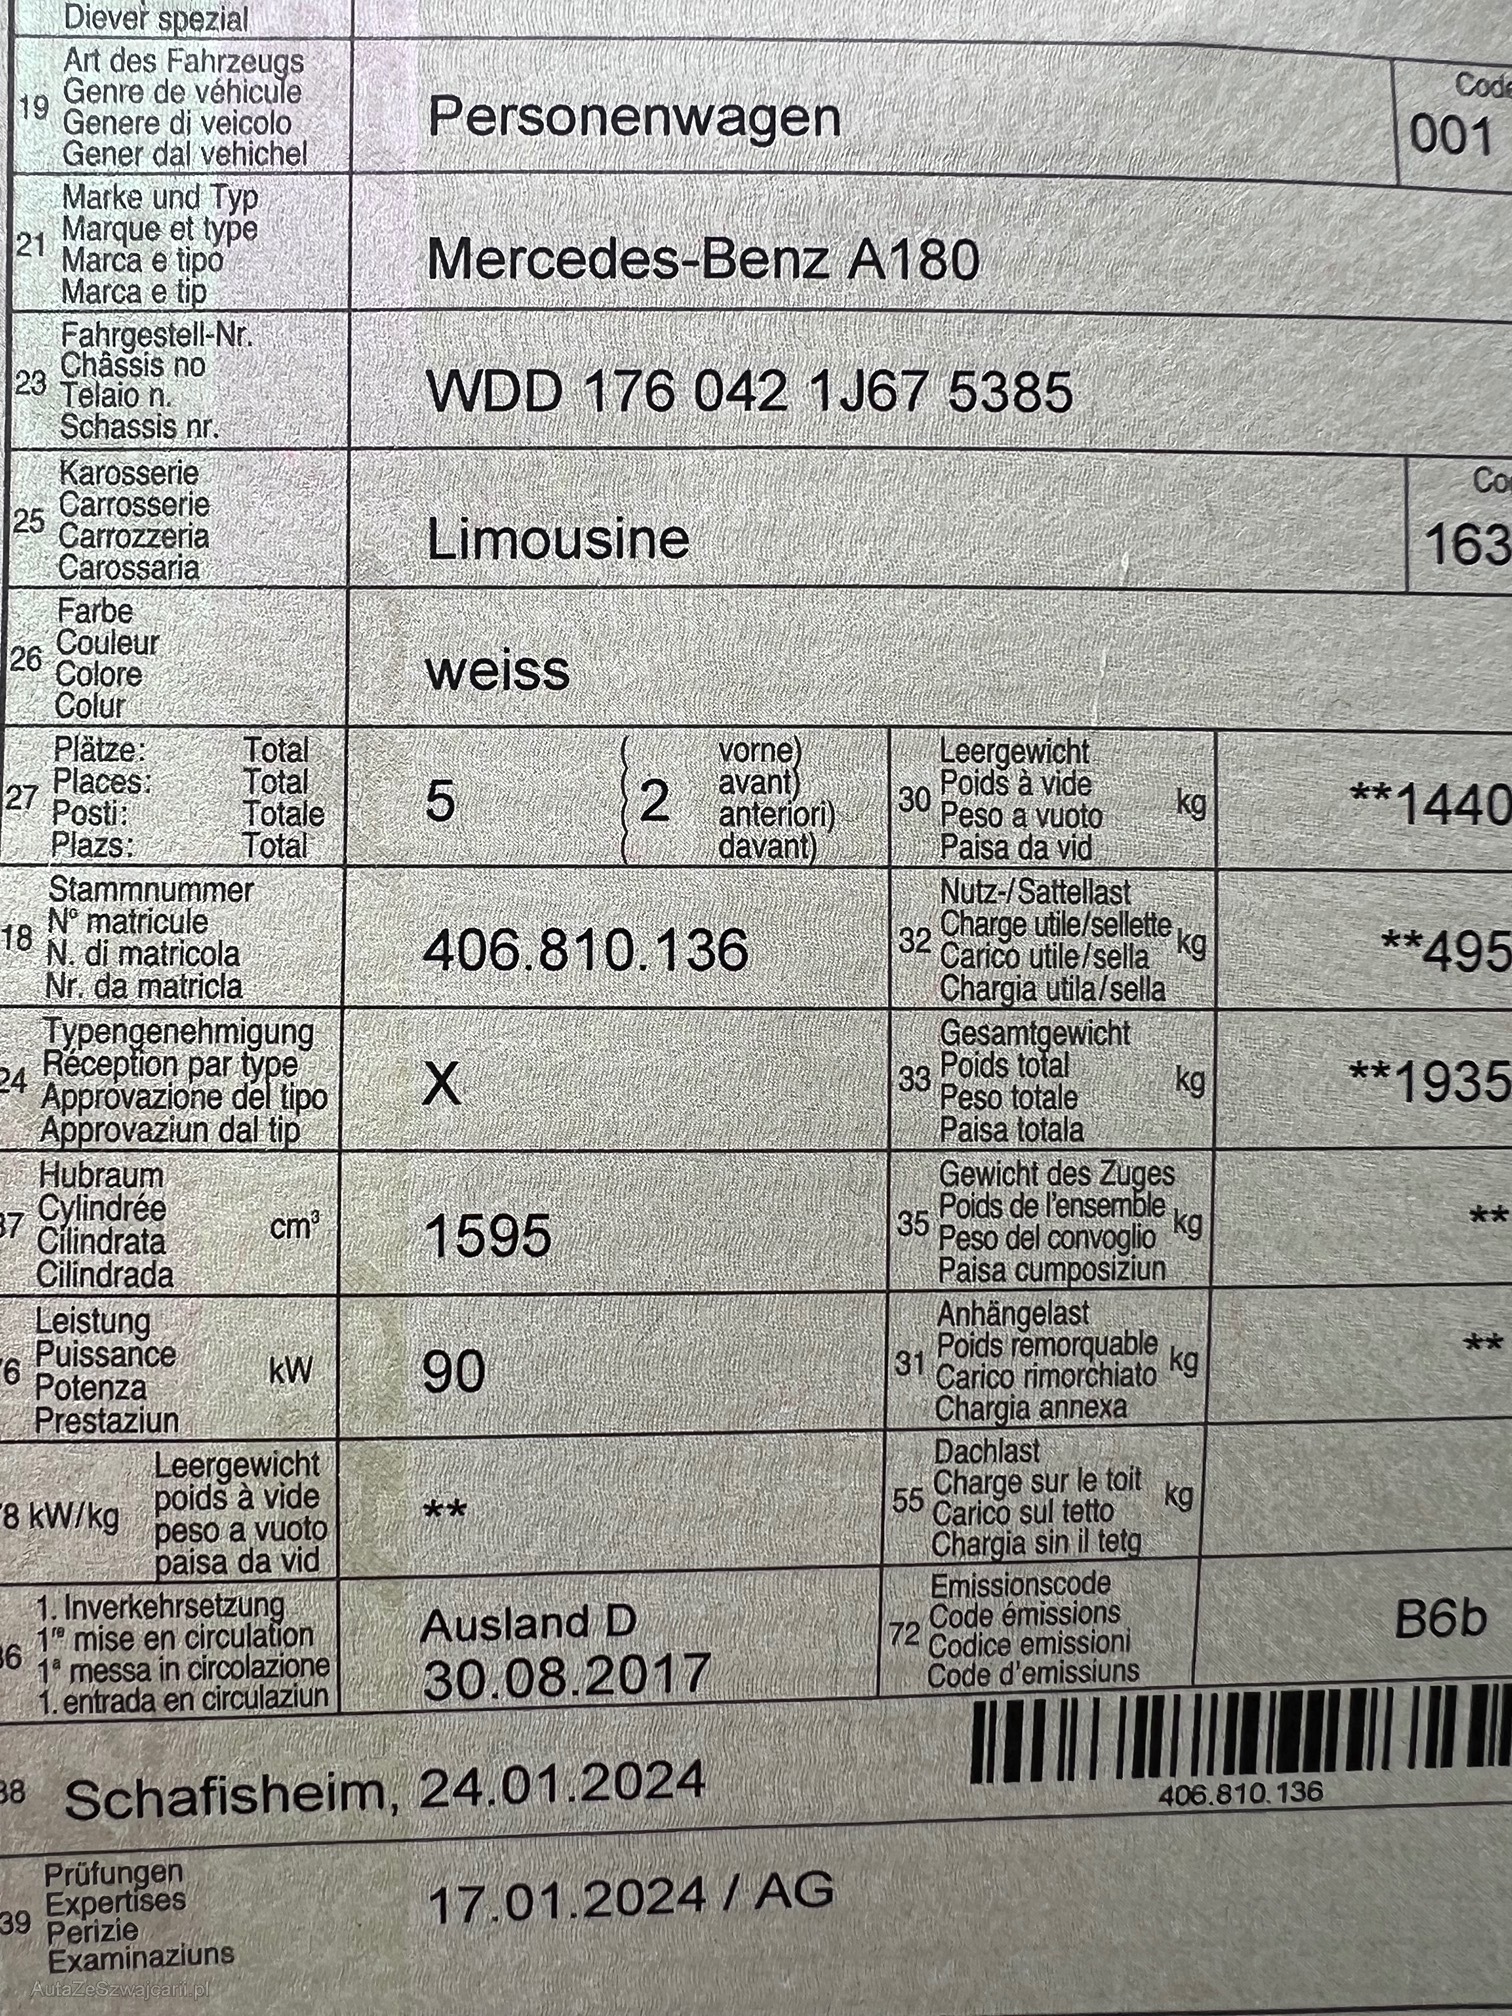 Diever spezial
19 Art des Fahrzeugs
Genre de véhicule
Genere di veicolo
Gener dal vehichel
Personenwagen
Code
001
21 Marke und Typ
Marque et type
Marca e tipo
Marca e tip
Mercedes-Benz A180
23 Fahrgestell-Nr.
Châssis no
Telaio n.
Schassis nr.
WDD 176 042 1J67 5385
25 Karosserie
Carrosserie
Carrozzeria
Carossaria
Limousine
Co
163
26 Farbe
Couleur
Colore
Colur
weiss
27 Plätze: Total
Places: Total
Posti: Totale
Plazs: Total
5 ( 2 vorne)
avant)
anteriori)
davant)
30 Leergewicht
Poids à vide
Peso a vuoto
Paisa da vid
kg
**1440
18 Stammnummer
N° matricule
N. di matricola
Nr. da matricla
406.810.136
32 Nutz-/Sattellast
Charge utile/sellette
Carico utile/sella
Chargia utila/sella
kg
**495
24 Typengenehmigung
Réception par type
Approvazione del tipo
Approvaziun dal tip
X
33 Gesamtgewicht
Poids total
Peso totale
Paisa totala
kg
**1935
37 Hubraum
Cylindrée
Cilindrata
Cilindrada
cm³
1595
35 Gewicht des Zuges
Poids de l'ensemble
Peso del convoglio
Paisa cumposiziun
kg
**
6 Leistung
Puissance
Potenza
Prestaziun
kW
90
31 Anhängelast
Poids remorquable
Carico rimorchiato
Chargia annexa
kg
**
8 kW/kg
Leergewicht
poids à vide
peso a vuoto
paisa da vid
**
55 Dachlast
Charge sur le toit
Carico sul tetto
Chargia sin il tetg
kg
36 1. Inverkehrsetzung
1re mise en circulation
1a messa in circolazione
1. entrada en circulaziun
Ausland D
30.08.2017
72 Emissionscode
Code émissions
Codice emissioni
Code d'emissiuns
B6b
38 Schafisheim, 24.01.2024
406.810.136
39 Prüfungen
Expertises
Perizie
Examinaziuns
17.01.2024 / AG
AutaZeSzwajcarii.pl